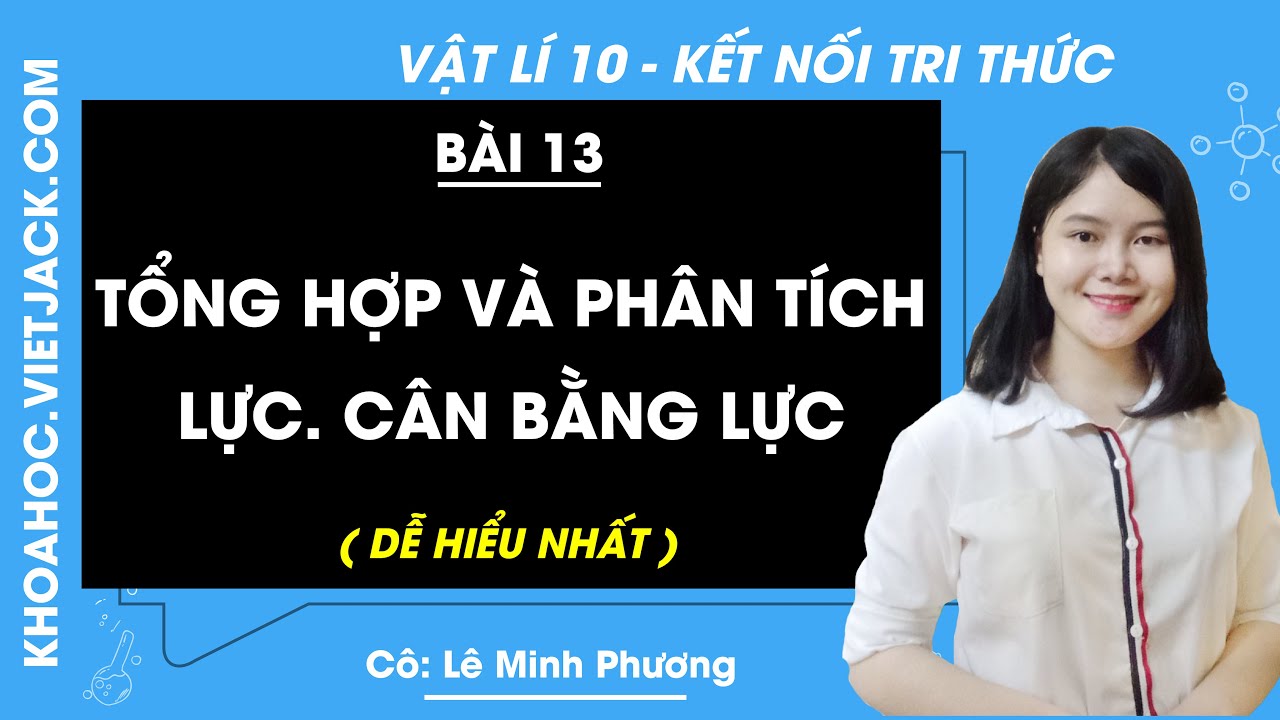 VẬT LÍ 10 - KẾT NỐI TRI THỨC
KHOAHOC.VIETJACK.COM
BÀI 13
TỔNG HỢP VÀ PHÂN TÍCH
LỰC. CÂN BẰNG LỰC
( DỄ HIỂU NHẤT )
Cô: Lê Minh Phương